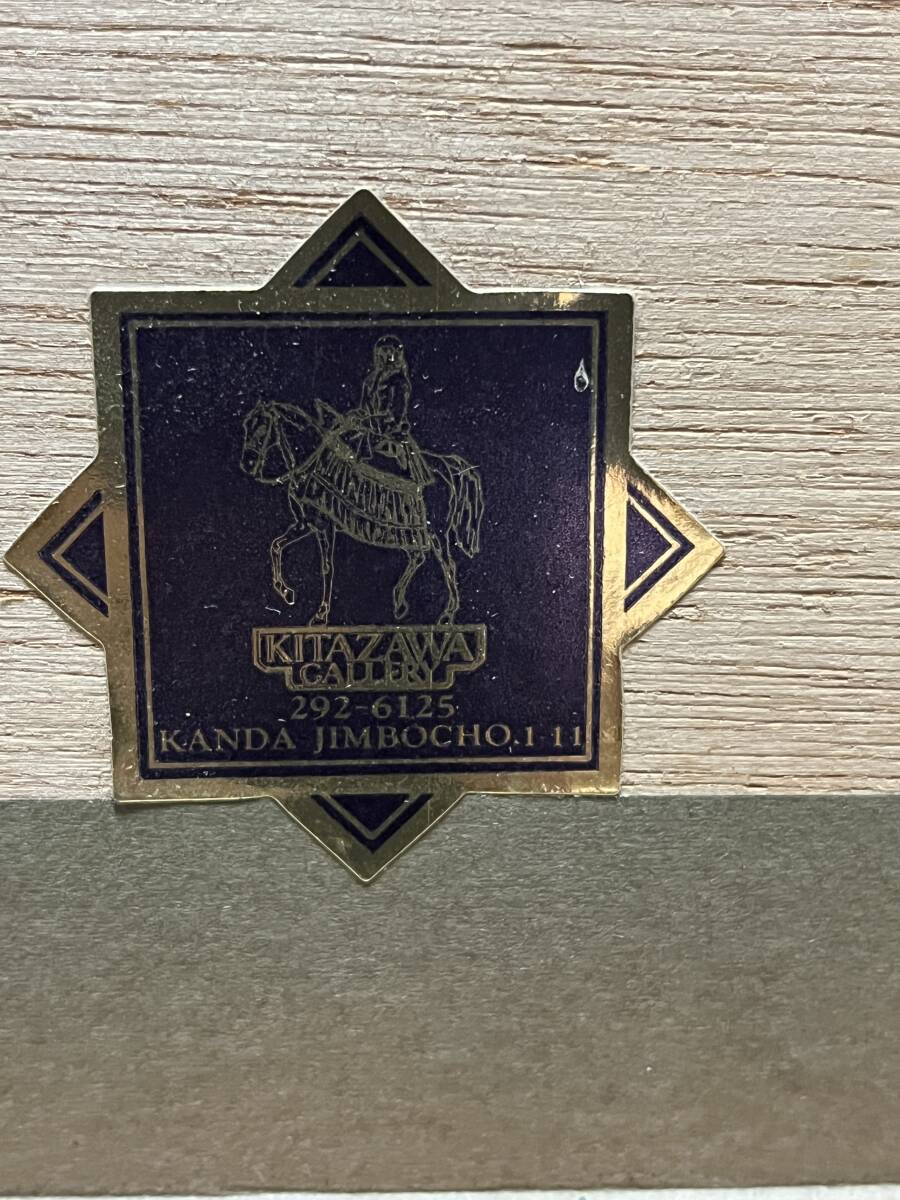 KITAZAWA
GALLERY
292-6125
KANDA JIMBOCHO.1-11